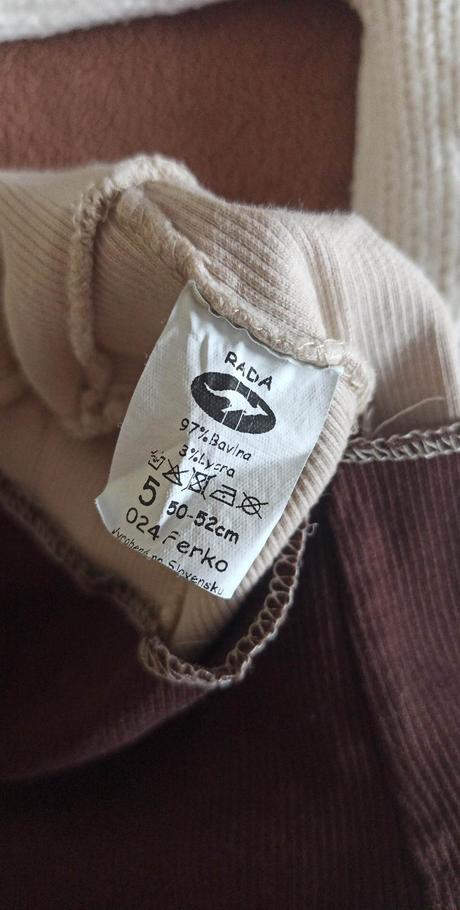 RADA
97%Bavlna
3%Lycra
5 50-52cm
024 Ferko
Vyrobené na Slovensku